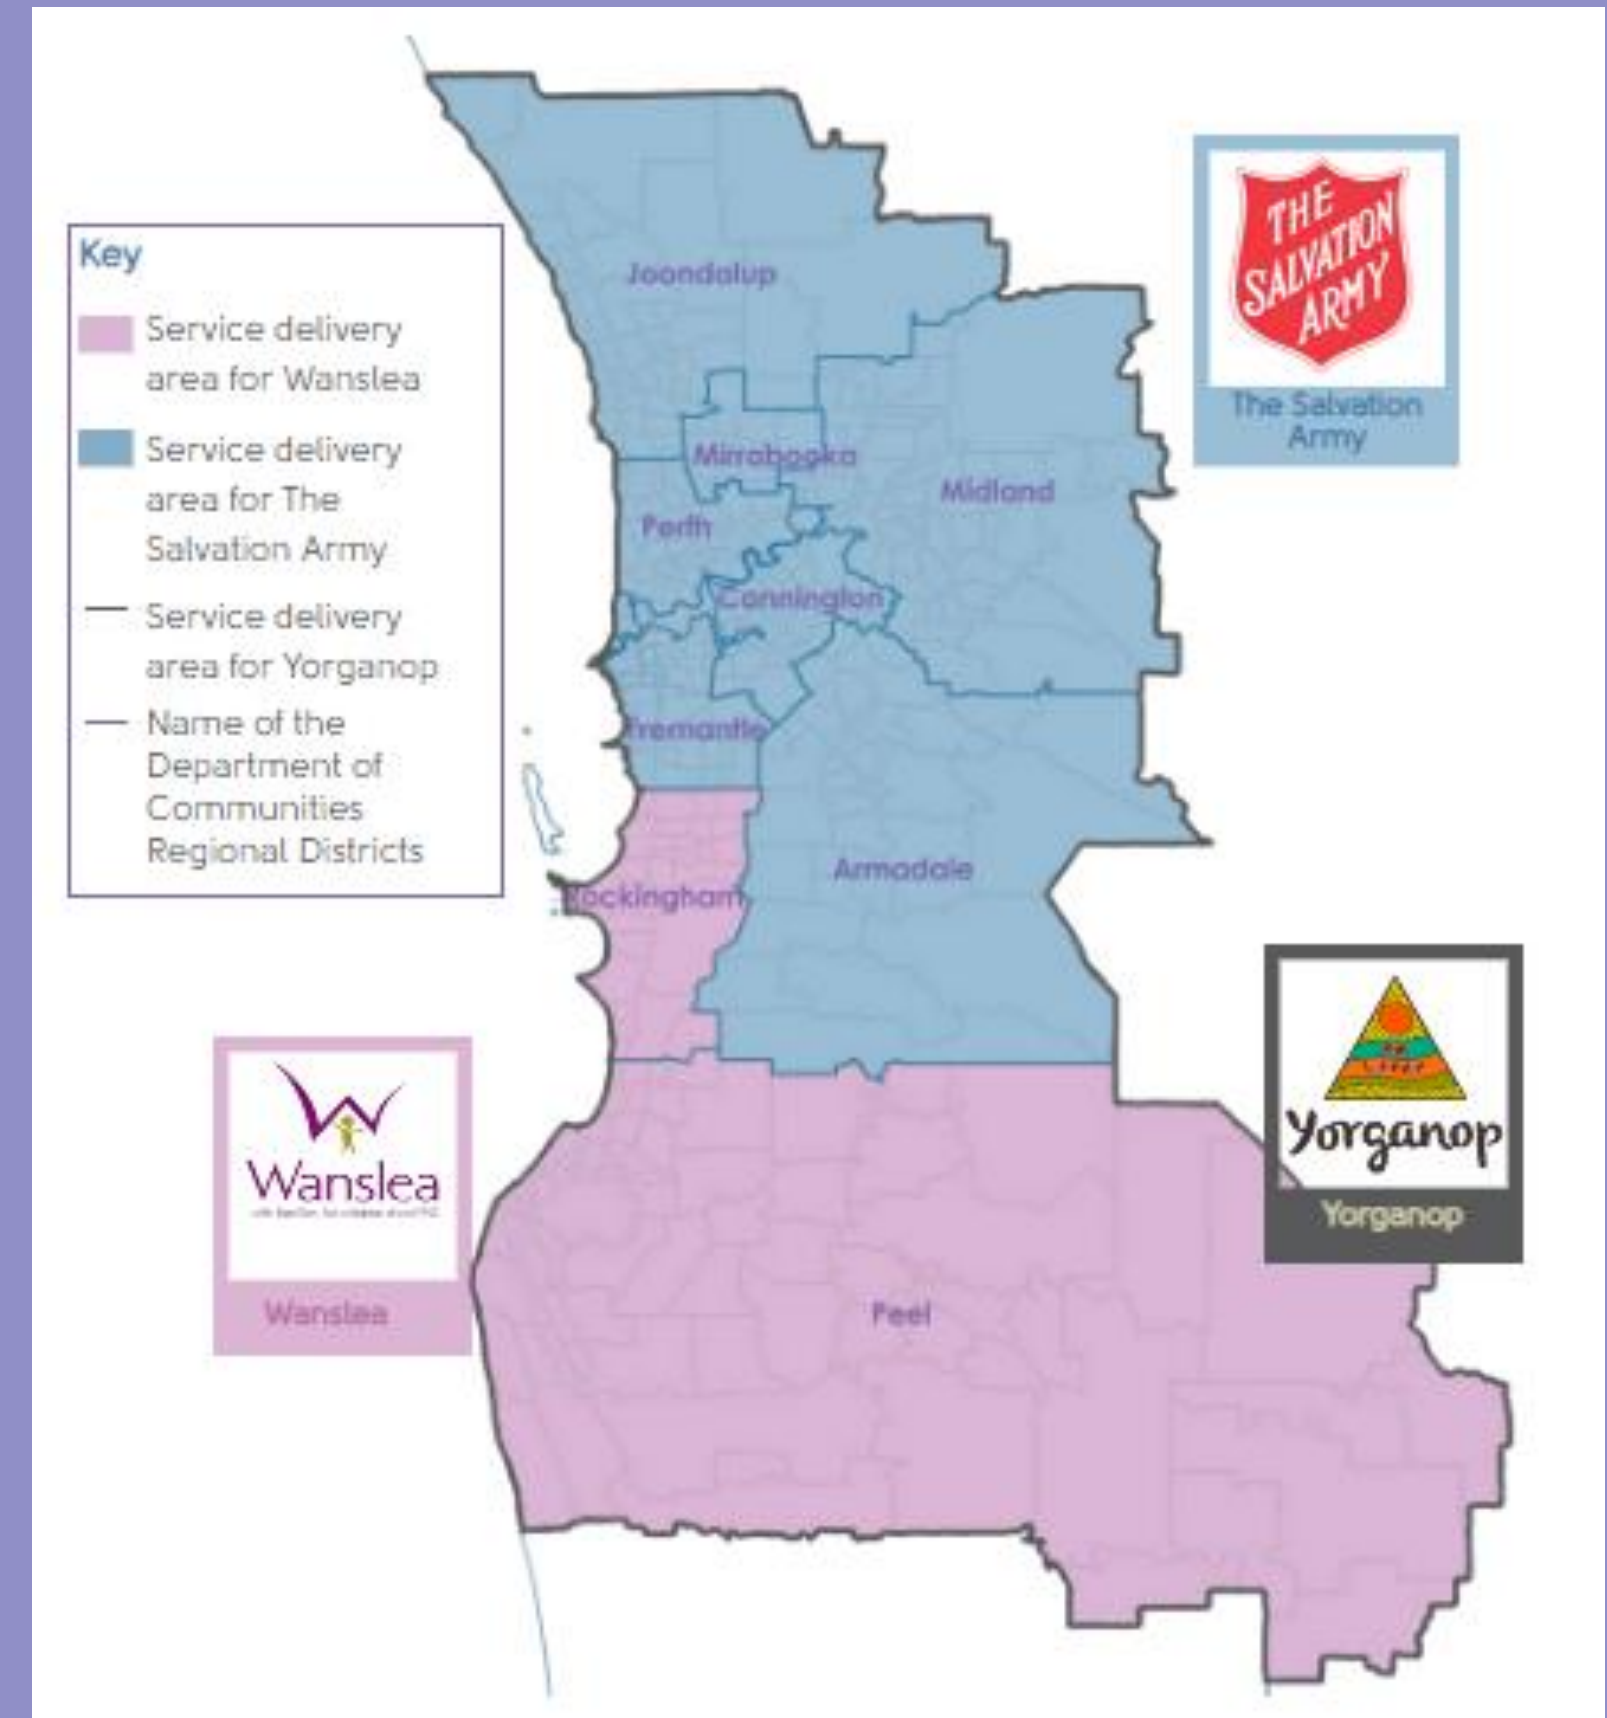 Key
Service delivery
area for Wanslea
Service delivery
area for The
Salvation Army
Service delivery
area for Yorganop
Name of the
Department of
Communities
Regional Districts
Joondalup
Mirrabooka
Midland
Perth
Cannington
Fremantle
Rockingham
Armadale
Peel
THE
SALVATION
ARMY
The Salvation
Army
Wanslea
Wanslea
Yorganop
Yorganop